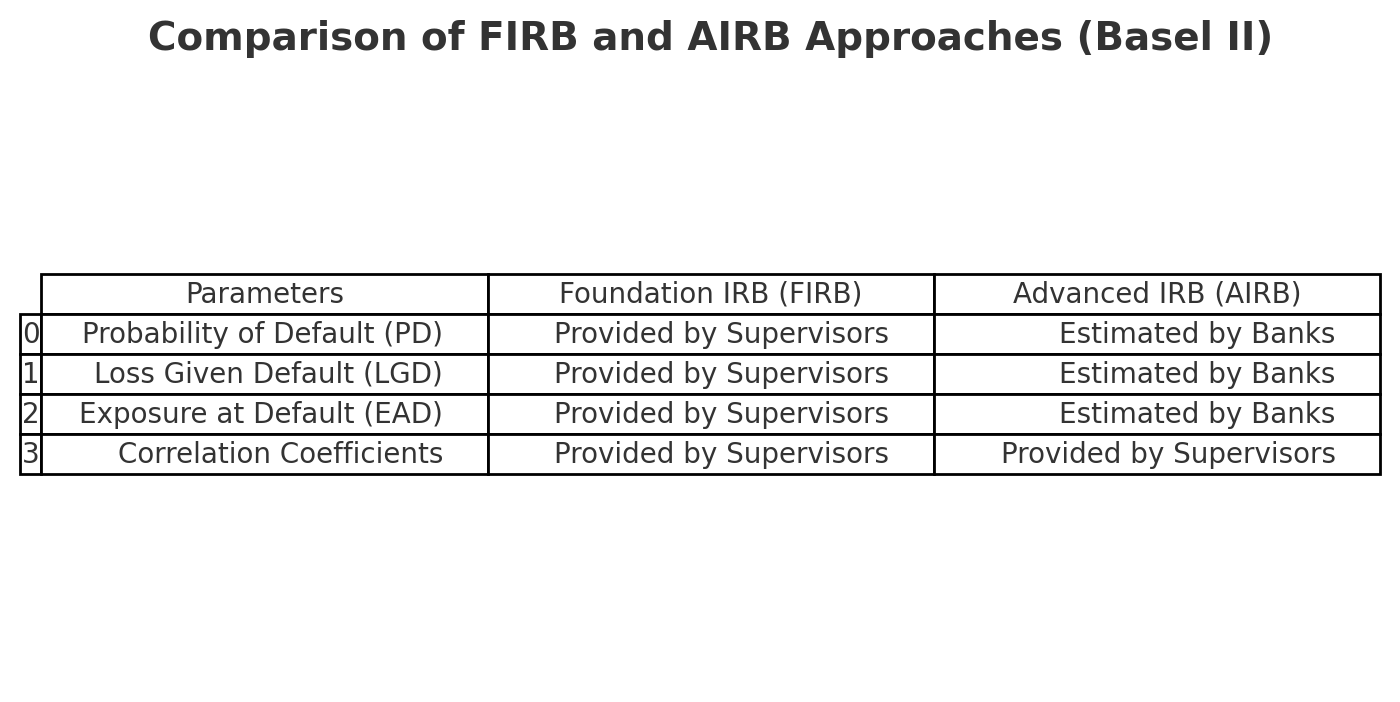 Comparison of FIRB and AIRB Approaches (Basel II)
Parameters Foundation IRB (FIRB) Advanced IRB (AIRB)
0 Probability of Default (PD) Provided by Supervisors Estimated by Banks
1 Loss Given Default (LGD) Provided by Supervisors Estimated by Banks
2 Exposure at Default (EAD) Provided by Supervisors Estimated by Banks
3 Correlation Coefficients Provided by Supervisors Provided by Supervisors